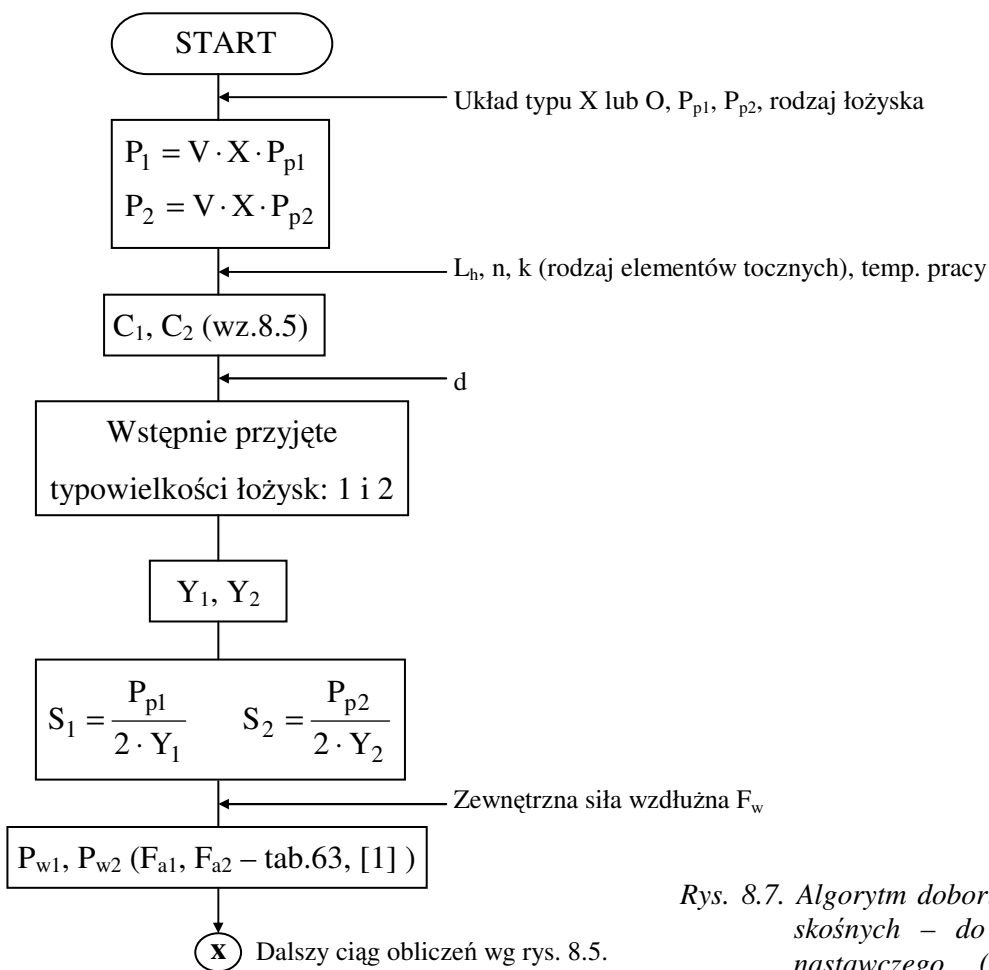 START
Układ typu X lub O, Pp1, Pp2, rodzaj łożyska
P1 = V · X · Pp1
P2 = V · X · Pp2
Lh, n, k (rodzaj elementów tocznych), temp. pracy
C1, C2 (wz.8.5)
d
Wstępnie przyjęte
typowielkości łożysk: 1 i 2
Y1, Y2
S1 = Pp1 / 2 · Y1 S2 = Pp2 / 2 · Y2
Zewnętrzna siła wzdłużna Fw
Pw1, Pw2 (Fa1, Fa2 – tab.63, [1] )
Rys. 8.7. Algorytm
skośnych – do
x Dalszy ciąg obliczeń wg rys. 8.5.